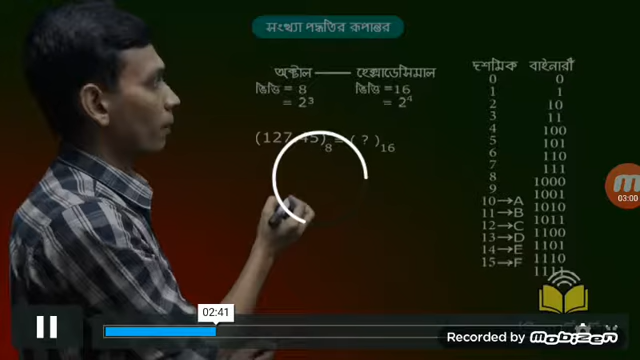 সংখ্যা পদ্ধতির রূপান্তর
অক্টাল —— হেক্সাডেসিমাল
ভিত্তি = 8 ভিত্তি =16
= 2³ = 2⁴
(127.45)₈ = ( ? )₁₆
দশমিক বাইনারী
0 0
1 1
2 10
3 11
4 100
5 101
6 110
7 111
8 1000
9 1001
10→A 1010
11→B 1011
12→C 1100
13→D 1101
14→E 1110
15→F 1111
03:00
02:41
Recorded by Mobizen